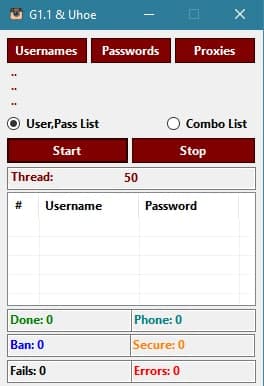 G1.1 & Uhoe
Usernames Passwords Proxies
..
..
..
User,Pass List Combo List
Start Stop
Thread: 50
# Username Password
Done: 0 Phone: 0
Ban: 0 Secure: 0
Fails: 0 Errors: 0